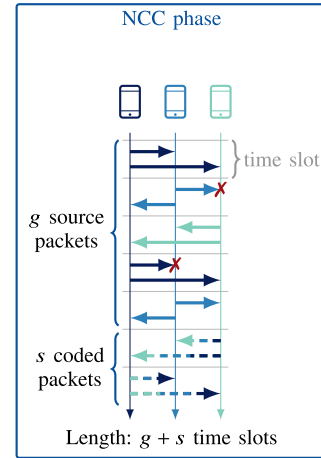 NCC phase
time slot
g source
packets
s coded
packets
Length: g + s time slots